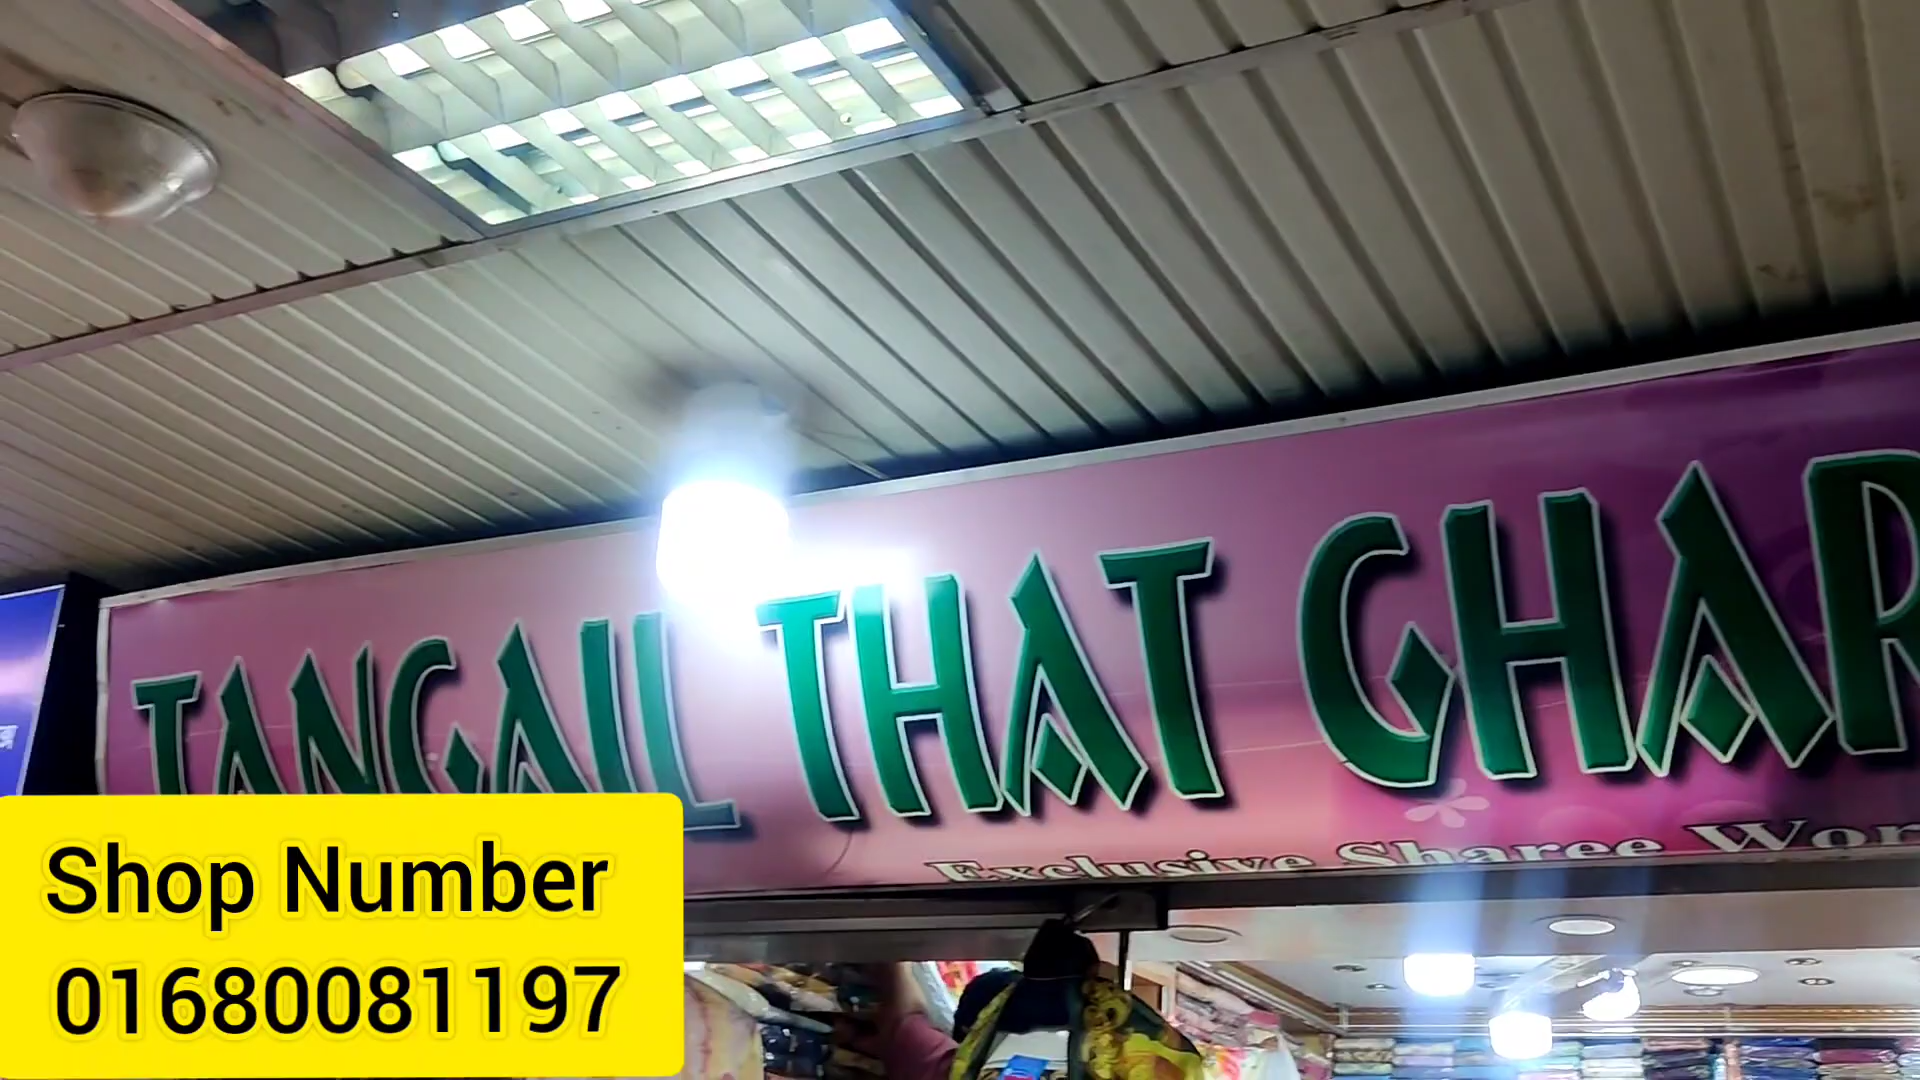 TANGAIL THAT GHAR
Exclusive Sharee
Shop Number
01680081197